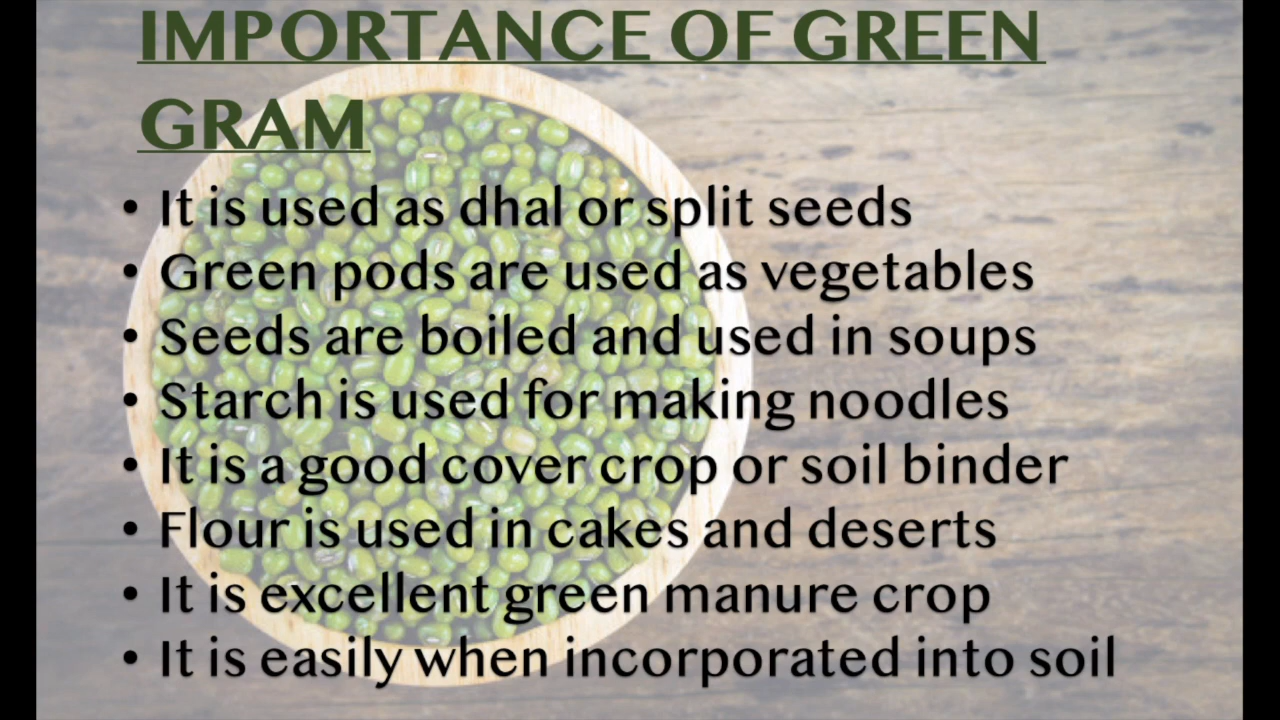 IMPORTANCE OF GREEN
GRAM
• It is used as dhal or split seeds
• Green pods are used as vegetables
• Seeds are boiled and used in soups
• Starch is used for making noodles
• It is a good cover crop or soil binder
• Flour is used in cakes and deserts
• It is excellent green manure crop
• It is easily when incorporated into soil